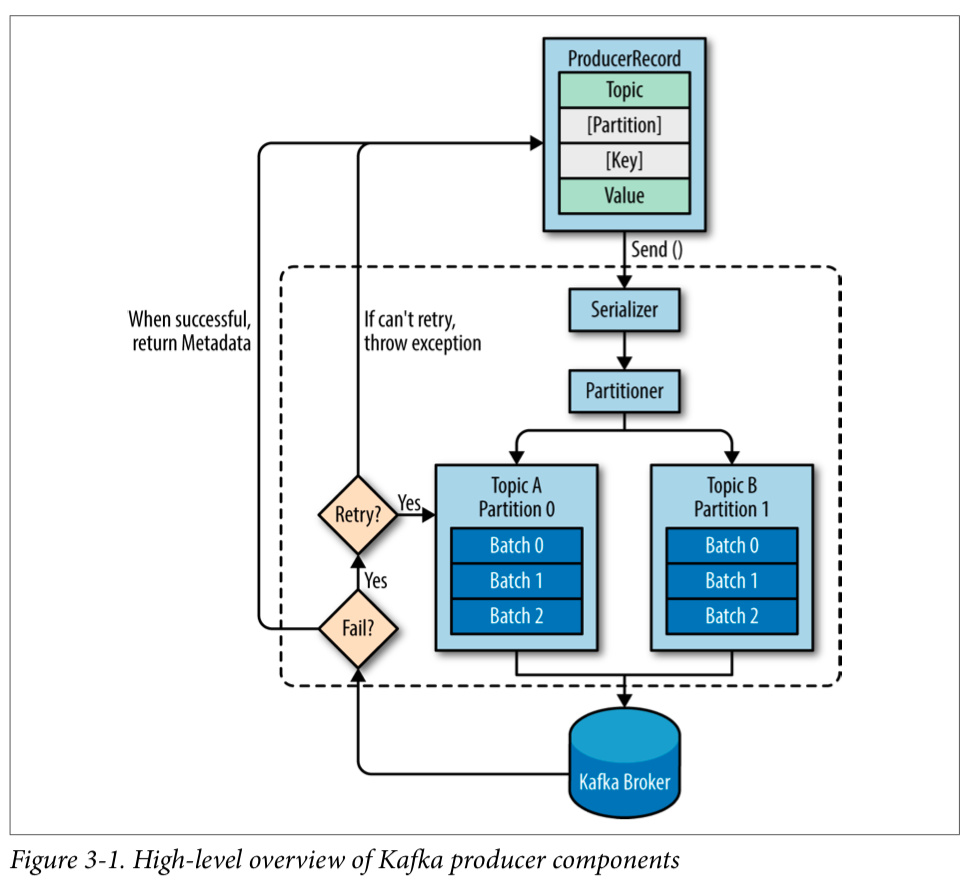 ProducerRecord
Topic
[Partition]
[Key]
Value
Send ()
Serializer
Partitioner
When successful,
return Metadata
If can't retry,
throw exception
Topic A
Partition 0
Batch 0
Batch 1
Batch 2
Topic B
Partition 1
Batch 0
Batch 1
Batch 2
Retry?
Yes
Yes
Fail?
Kafka Broker
Figure 3-1. High-level overview of Kafka producer components